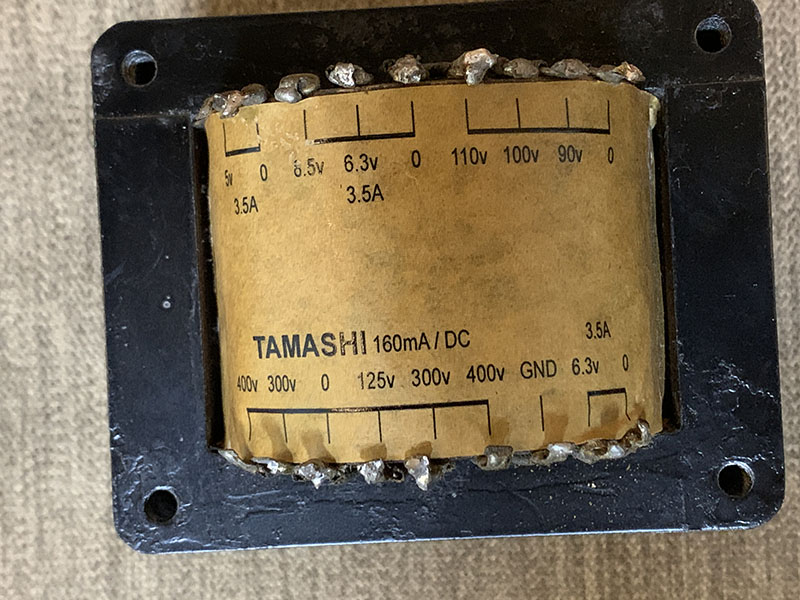 5v 0 6.5v 6.3v 0 110v 100v 90v 0
3.5A 3.5A
TAMASHI 160mA / DC 3.5A
400v 300v 0 125v 300v 400v GND 6.3v 0